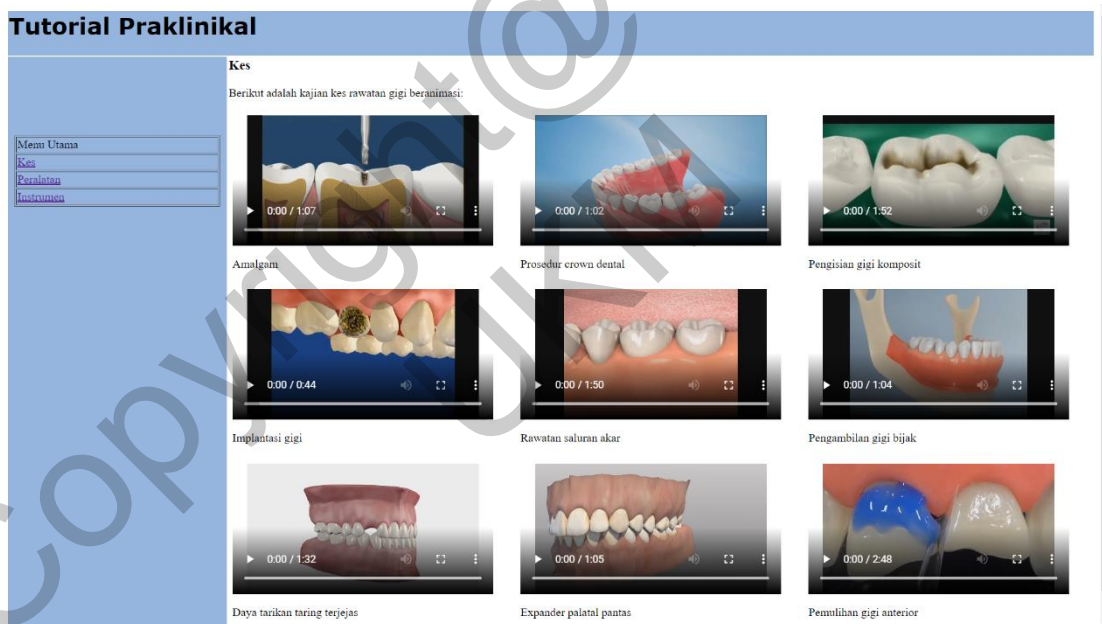 Tutorial Praklinikal
Menu Utama
Kes
Peralatan
Instrumen
Kes
Berikut adalah kajian kes rawatan gigi beranimasi:
0:00 / 1:07
0:00 / 1:02
0:00 / 1:52
Amalgam
Prosedur crown dental
Pengisian gigi komposit
0:00 / 0:44
0:00 / 1:50
0:00 / 1:04
Implantasi gigi
Rawatan saluran akar
Pengambilan gigi bijak
0:00 / 1:32
0:00 / 1:05
0:00 / 2:48
Daya tarikan taring terjejas
Expander palatal pantas
Pemulihan gigi anterior
Copyright@
UKM